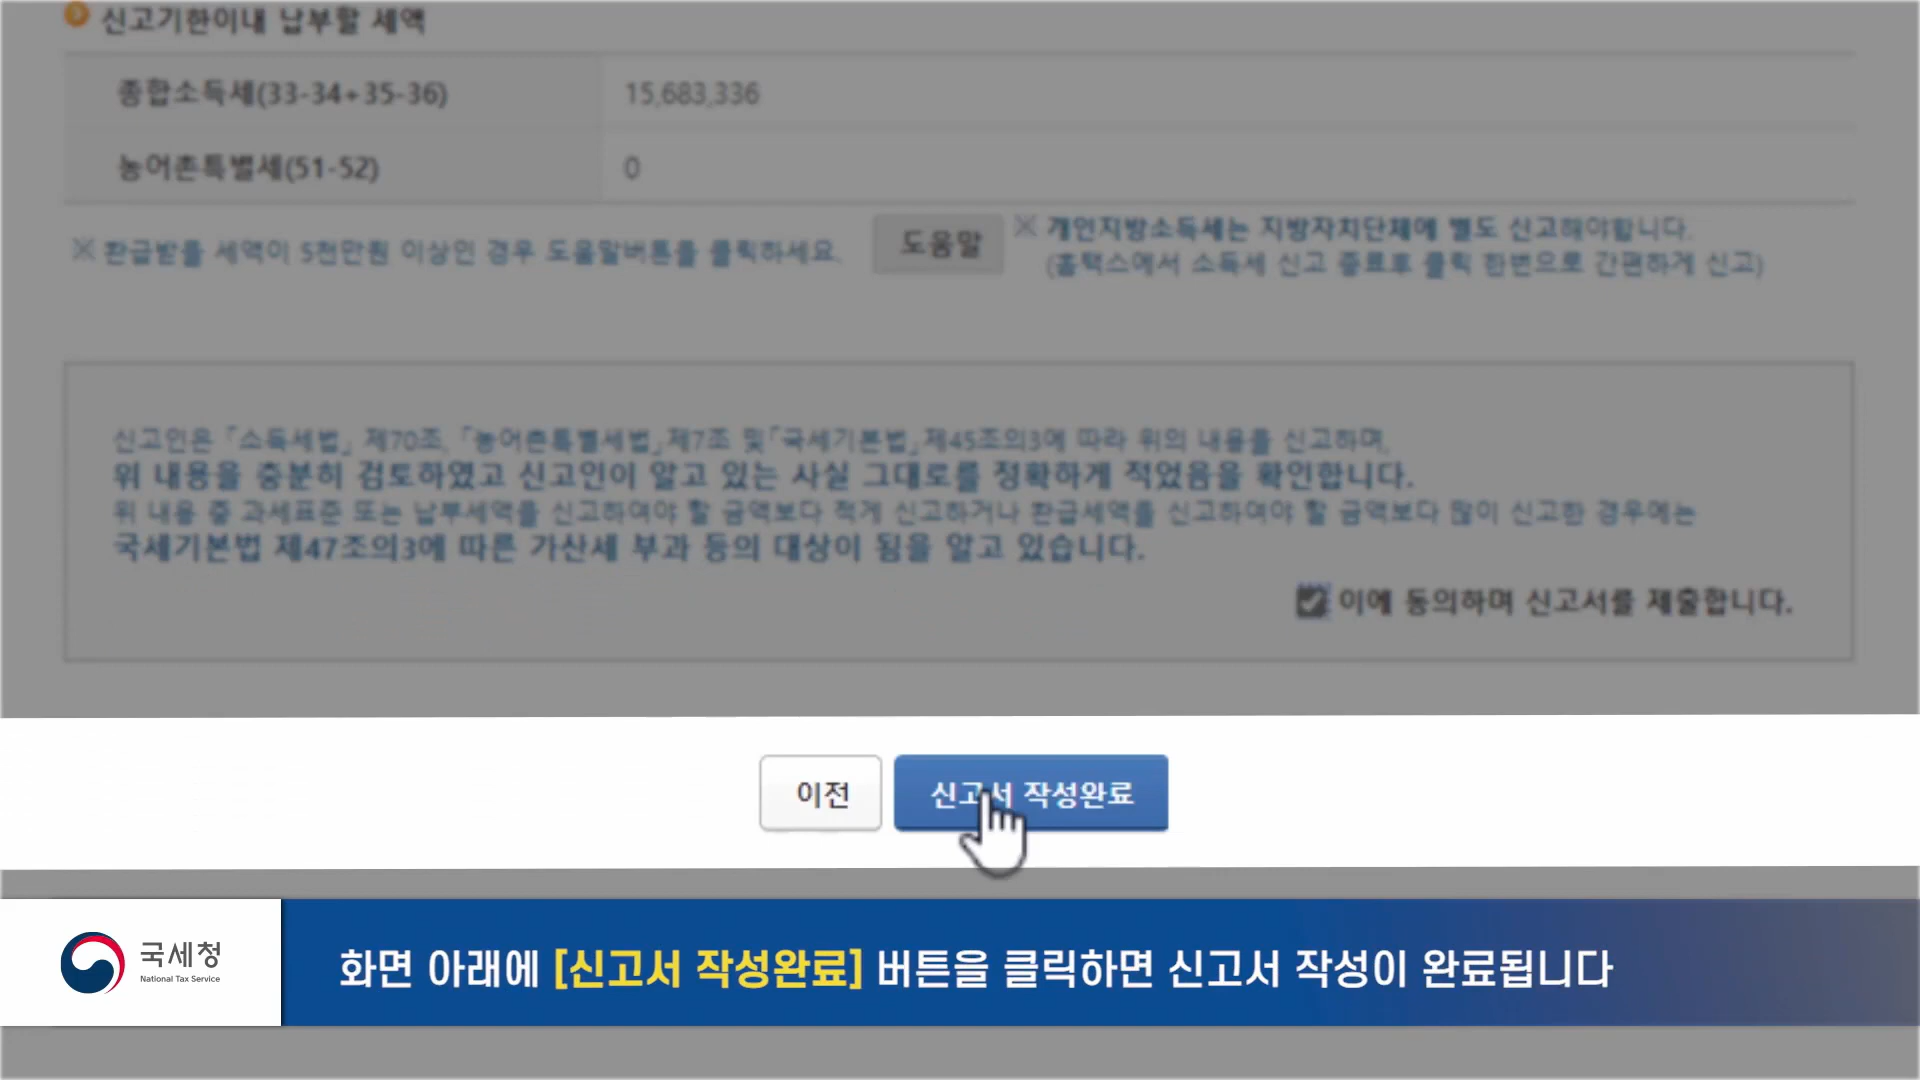 신고기한이내 납부할 세액
종합소득세(33-34+35-36) 15,683,336
농어촌특별세(51-52) 0
※ 환급받을 세액이 5천만원 이상인 경우 도움말버튼을 클릭하세요. 도움말 ※ 개인지방소득세는 지방자치단체에 별도 신고해야합니다.
(홈택스에서 소득세 신고 종료후 클릭 한번으로 간편하게 신고)
신고인은 「소득세법」 제70조, 「농어촌특별세법」제7조 및「국세기본법」제45조의3에 따라 위의 내용을 신고하며,
위 내용을 충분히 검토하였고 신고인이 알고 있는 사실 그대로를 정확하게 적었음을 확인합니다.
위 내용 중 과세표준 또는 납부세액을 신고하여야 할 금액보다 적게 신고하거나 환급세액을 신고하여야 할 금액보다 많이 신고한 경우에는
국세기본법 제47조의3에 따른 가산세 부과 등의 대상이 됨을 알고 있습니다.
이에 동의하며 신고서를 제출합니다.
이전 신고서 작성완료
국세청
National Tax Service
화면 아래에 [신고서 작성완료] 버튼을 클릭하면 신고서 작성이 완료됩니다